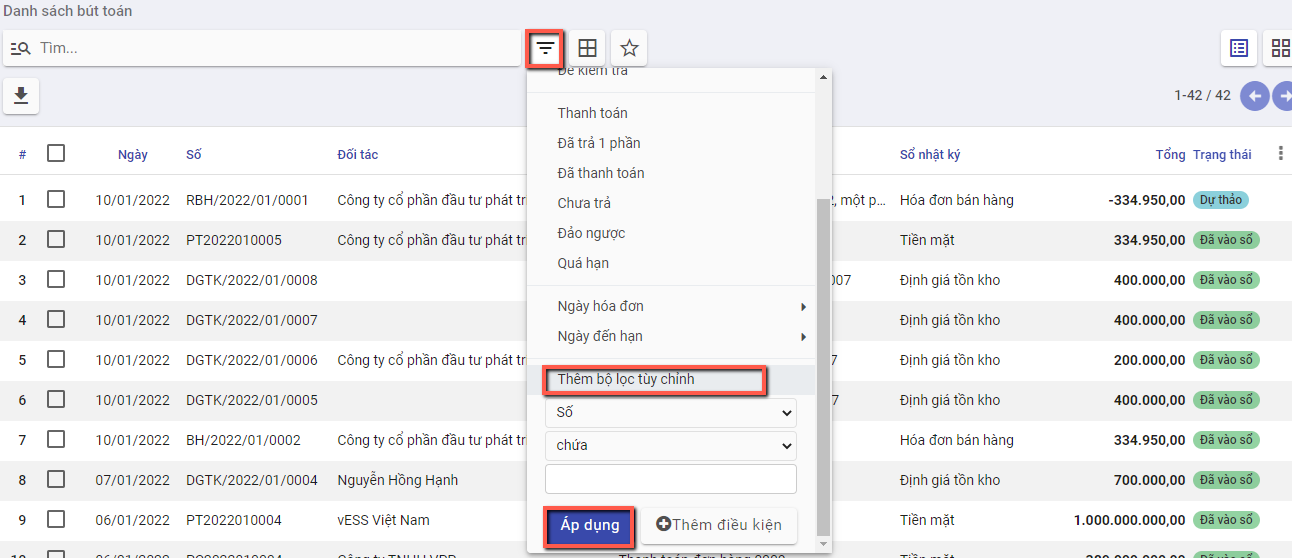 Danh sách bút toán
Tìm...
1-42 / 42
Để kiểm tra
Thanh toán
Đã trả 1 phần
Đã thanh toán
Chưa trả
Đảo ngược
Quá hạn
Ngày hóa đơn
Ngày đến hạn
Thêm bộ lọc tùy chỉnh
Số
chứa
Áp dụng Thêm điều kiện
# Ngày Số Đối tác Sổ nhật ký Tổng Trạng thái
1 10/01/2022 RBH/2022/01/0001 Công ty cổ phần đầu tư phát tr 2, một p... Hóa đơn bán hàng -334.950,00 Dự thảo
2 10/01/2022 PT2022010005 Công ty cổ phần đầu tư phát tr Tiền mặt 334.950,00 Đã vào sổ
3 10/01/2022 DGTK/2022/01/0008 007 Định giá tồn kho 400.000,00 Đã vào sổ
4 10/01/2022 DGTK/2022/01/0007 Định giá tồn kho 400.000,00 Đã vào sổ
5 10/01/2022 DGTK/2022/01/0006 Công ty cổ phần đầu tư phát tr 7 Định giá tồn kho 200.000,00 Đã vào sổ
6 10/01/2022 DGTK/2022/01/0005 7 Định giá tồn kho 400.000,00 Đã vào sổ
7 10/01/2022 BH/2022/01/0002 Công ty cổ phần đầu tư phát tr Hóa đơn bán hàng 334.950,00 Đã vào sổ
8 07/01/2022 DGTK/2022/01/0004 Nguyễn Hồng Hạnh Định giá tồn kho 700.000,00 Đã vào sổ
9 06/01/2022 PT2022010004 vESS Việt Nam Tiền mặt 1.000.000.000,00 Đã vào sổ